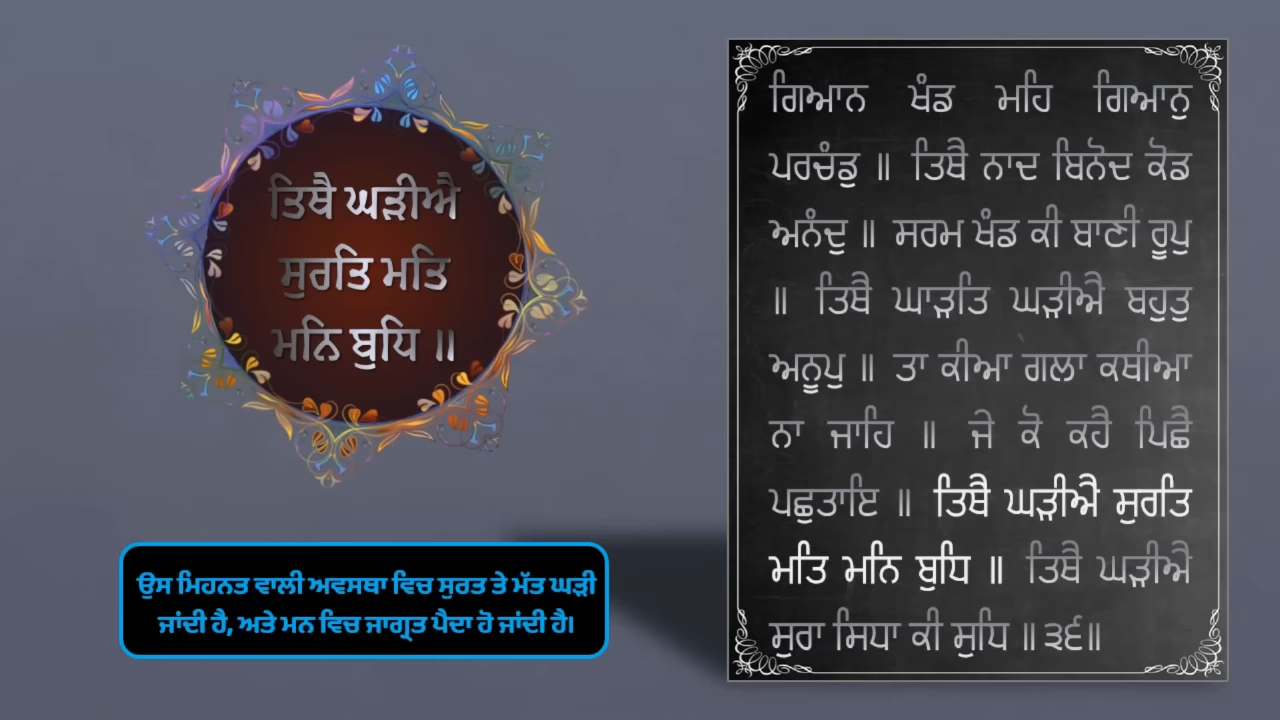 ਤਿਥੈ ਘੜੀਐ
ਸੁਰਤਿ ਮਤਿ
ਮਨਿ ਬੁਧਿ ॥
ਉਸ ਮਿਹਨਤ ਵਾਲੀ ਅਵਸਥਾ ਵਿਚ ਸੁਰਤ ਤੇ ਮੱਤ ਘੜੀ
ਜਾਂਦੀ ਹੈ, ਅਤੇ ਮਨ ਵਿਚ ਜਾਗ੍ਰਤ ਪੈਦਾ ਹੋ ਜਾਂਦੀ ਹੈ।
ਗਿਆਨ ਖੰਡ ਮਹਿ ਗਿਆਨੁ
ਪਰਚੰਡੁ ॥ ਤਿਥੈ ਨਾਦ ਬਿਨੋਦ ਕੋਡ
ਅਨੰਦੁ ॥ ਸਰਮ ਖੰਡ ਕੀ ਬਾਣੀ ਰੂਪੁ
॥ ਤਿਥੈ ਘਾੜਤਿ ਘੜੀਐ ਬਹੁਤੁ
ਅਨੂਪੁ ॥ ਤਾ ਕੀਆ ਗਲਾ ਕਥੀਆ
ਨਾ ਜਾਹਿ ॥ ਜੇ ਕੋ ਕਹੈ ਪਿਛੈ
ਪਛੁਤਾਇ ॥ ਤਿਥੈ ਘੜੀਐ ਸੁਰਤਿ
ਮਤਿ ਮਨਿ ਬੁਧਿ ॥ ਤਿਥੈ ਘੜੀਐ
ਸੁਰਾ ਸਿਧਾ ਕੀ ਸੁਧਿ ॥੩੬॥